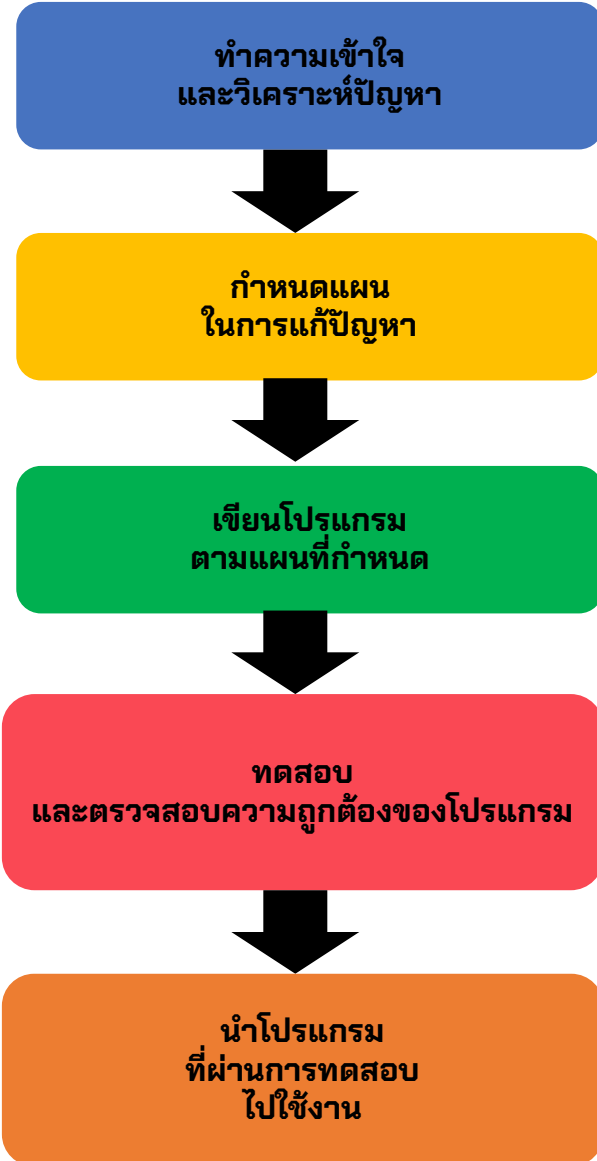 ทำความเข้าใจ
และวิเคราะห์ปัญหา
กำหนดแผน
ในการแก้ปัญหา
เขียนโปรแกรม
ตามแผนที่กำหนด
ทดสอบ
และตรวจสอบความถูกต้องของโปรแกรม
นำโปรแกรม
ที่ผ่านการทดสอบ
ไปใช้งาน